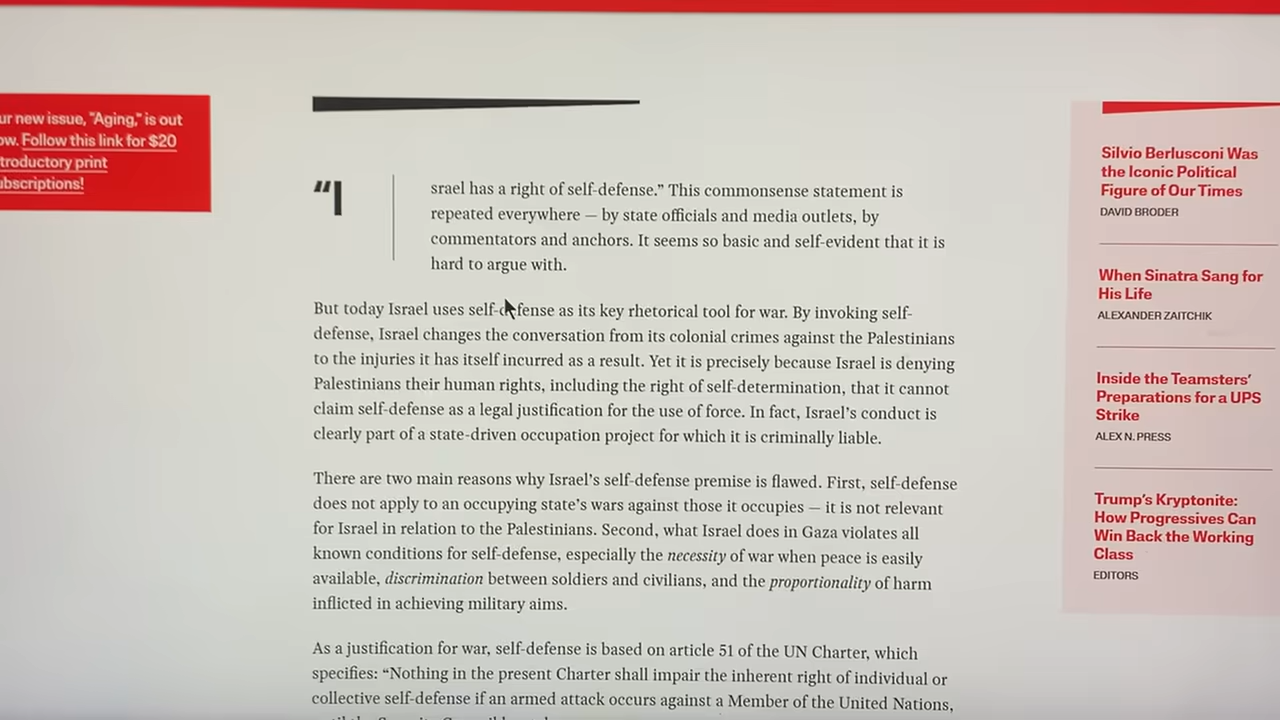 ur new issue, "Aging," is out
ow. Follow this link for $20
troductory print
ubscriptions!
“Israel has a right of self-defense.” This commonsense statement is
repeated everywhere — by state officials and media outlets, by
commentators and anchors. It seems so basic and self-evident that it is
hard to argue with.
But today Israel uses self-defense as its key rhetorical tool for war. By invoking self-
defense, Israel changes the conversation from its colonial crimes against the Palestinians
to the injuries it has itself incurred as a result. Yet it is precisely because Israel is denying
Palestinians their human rights, including the right of self-determination, that it cannot
claim self-defense as a legal justification for the use of force. In fact, Israel’s conduct is
clearly part of a state-driven occupation project for which it is criminally liable.
There are two main reasons why Israel’s self-defense premise is flawed. First, self-defense
does not apply to an occupying state’s wars against those it occupies — it is not relevant
for Israel in relation to the Palestinians. Second, what Israel does in Gaza violates all
known conditions for self-defense, especially the necessity of war when peace is easily
available, discrimination between soldiers and civilians, and the proportionality of harm
inflicted in achieving military aims.
As a justification for war, self-defense is based on article 51 of the UN Charter, which
specifies: “Nothing in the present Charter shall impair the inherent right of individual or
collective self-defense if an armed attack occurs against a Member of the United Nations,
Silvio Berlusconi Was
the Iconic Political
Figure of Our Times
DAVID BRODER
When Sinatra Sang for
His Life
ALEXANDER ZAITCHIK
Inside the Teamsters’
Preparations for a UPS
Strike
ALEX N. PRESS
Trump’s Kryptonite:
How Progressives Can
Win Back the Working
Class
EDITORS